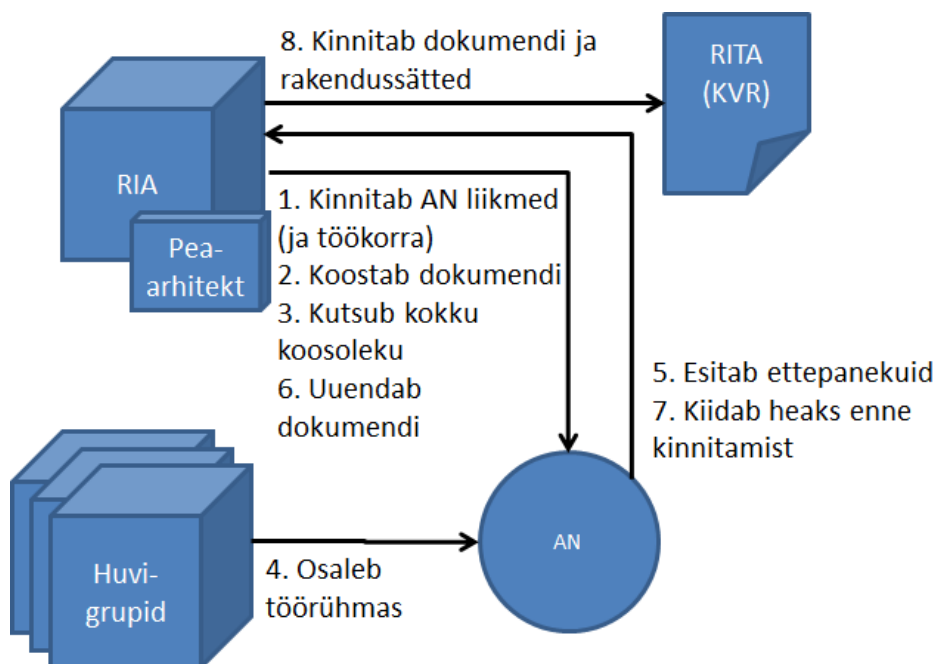 8. Kinnitab dokumendi ja
rakendussätted
RITA
(KVR)
RIA
Pea-
arhitekt
1. Kinnitab AN liikmed
(ja töökorra)
2. Koostab dokumendi
3. Kutsub kokku
koosoleku
6. Uuendab
dokumendi
5. Esitab ettepanekuid
7. Kiidab heaks enne
kinnitamist
Huvi-
grupid
4. Osaleb
töörühmas
AN